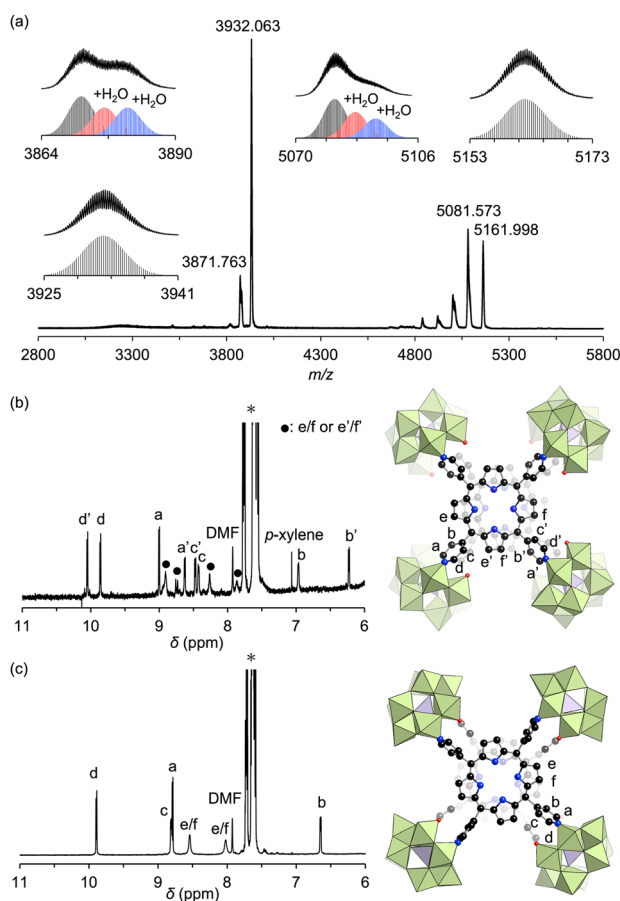 (a)
3932.063
+H2O
+H2O
3864
3890
+H2O
+H2O
5070
5106
5153
5173
5081.573
5161.998
3871.763
3925
3941
2800
3300
3800
4300
4800
5300
5800
m/z
(b)
*
●: e/f or e'/f'
d'
d
a
a'
c'
c
DMF
p-xylene
b
b'
11
10
9
8
7
6
δ (ppm)
e
f
b
c'
a
d'
c
d
e'
f'
b'
a'
(c)
*
d
a
c
e/f
e/f
DMF
b
11
10
9
8
7
6
δ (ppm)
e
f
b
a
c
d